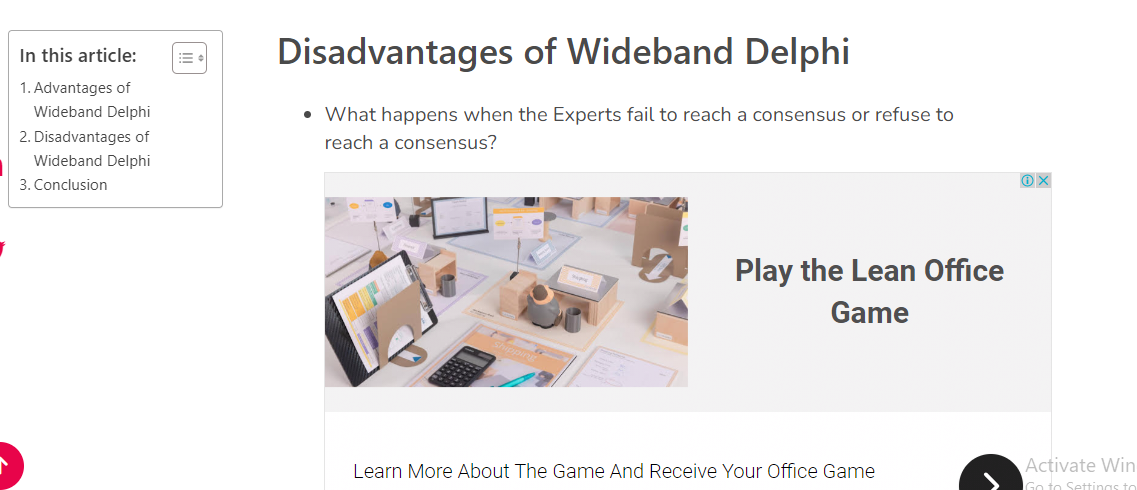 In this article:
1. Advantages of
Wideband Delphi
2. Disadvantages of
Wideband Delphi
3. Conclusion
Disadvantages of Wideband Delphi
What happens when the Experts fail to reach a consensus or refuse to
reach a consensus?
Play the Lean Office
Game
Learn More About The Game And Receive Your Office Game
Activate Win
Go to Settings to